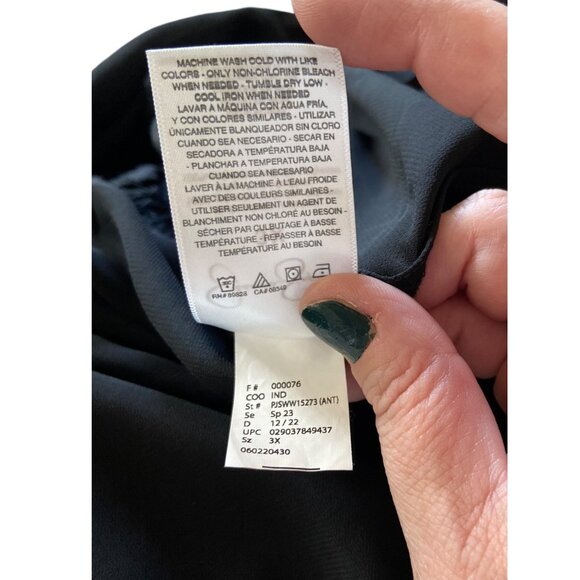 MACHINE WASH COLD WITH LIKE
COLORS - ONLY NON-CHLORINE BLEACH
WHEN NEEDED - TUMBLE DRY LOW -
COOL IRON WHEN NEEDED
LAVAR A MÁQUINA CON AGUA FRÍA,
Y CON COLORES SIMILARES - UTILIZAR
ÚNICAMENTE BLANQUEADOR SIN CLORO
CUANDO SEA NECESARIO - SECAR EN
SECADORA A TEMPERATURA BAJA
- PLANCHAR A TEMPERATURA BAJA
CUANDO SEA NECESARIO
LAVER À LA MACHINE À L'EAU FROIDE
AVEC DES COULEURS SIMILAIRES -
UTILISER SEULEMENT UN AGENT DE
BLANCHIMENT NON CHLORÉ AU BESOIN -
SÉCHER PAR CULBUTAGE À BASSE
TEMPÉRATURE - REPASSER À BASSE
TEMPÉRATURE AU BESOIN
RN# 89828 CA# 08549
F # 000076
COO IND
St # PJSWW15273 (ANT)
Se Sp 23
D 12 / 22
UPC 029037849437
Sz 3X
060220430